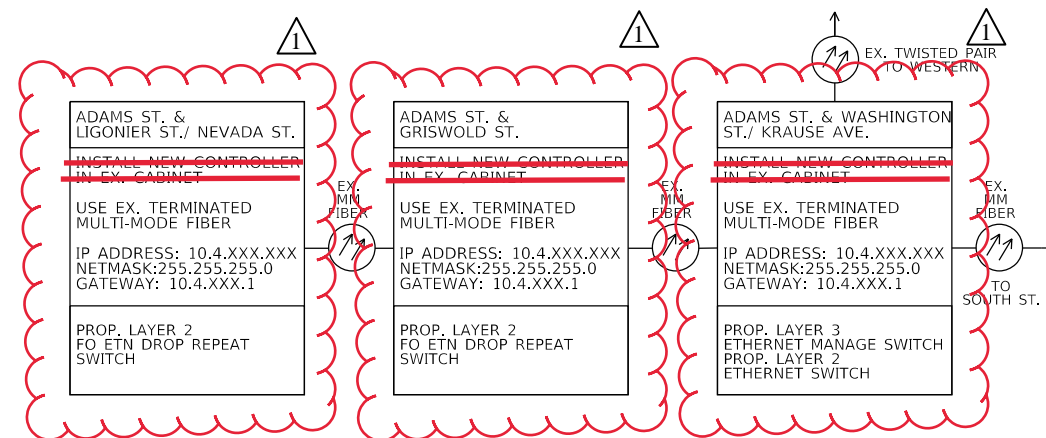 1
ADAMS ST. &
LIGONIER ST./ NEVADA ST.
INSTALL NEW CONTROLLER
IN EX. CABINET
USE EX. TERMINATED
MULTI-MODE FIBER
IP ADDRESS: 10.4.XXX.XXX
NETMASK:255.255.255.0
GATEWAY: 10.4.XXX.1
PROP. LAYER 2
FO ETN DROP REPEAT
SWITCH
EX.
MM
FIBER
1
ADAMS ST. &
GRISWOLD ST.
INSTALL NEW CONTROLLER
IN EX. CABINET
USE EX. TERMINATED
MULTI-MODE FIBER
IP ADDRESS: 10.4.XXX.XXX
NETMASK:255.255.255.0
GATEWAY: 10.4.XXX.1
PROP. LAYER 2
FO ETN DROP REPEAT
SWITCH
EX.
MM
FIBER
1
EX. TWISTED PAIR
TO WESTERN
ADAMS ST. & WASHINGTON
ST./ KRAUSE AVE.
INSTALL NEW CONTROLLER
IN EX. CABINET
USE EX. TERMINATED
MULTI-MODE FIBER
IP ADDRESS: 10.4.XXX.XXX
NETMASK:255.255.255.0
GATEWAY: 10.4.XXX.1
PROP. LAYER 3
ETHERNET MANAGE SWITCH
PROP. LAYER 2
ETHERNET SWITCH
EX.
MM
FIBER
TO
SOUTH ST.